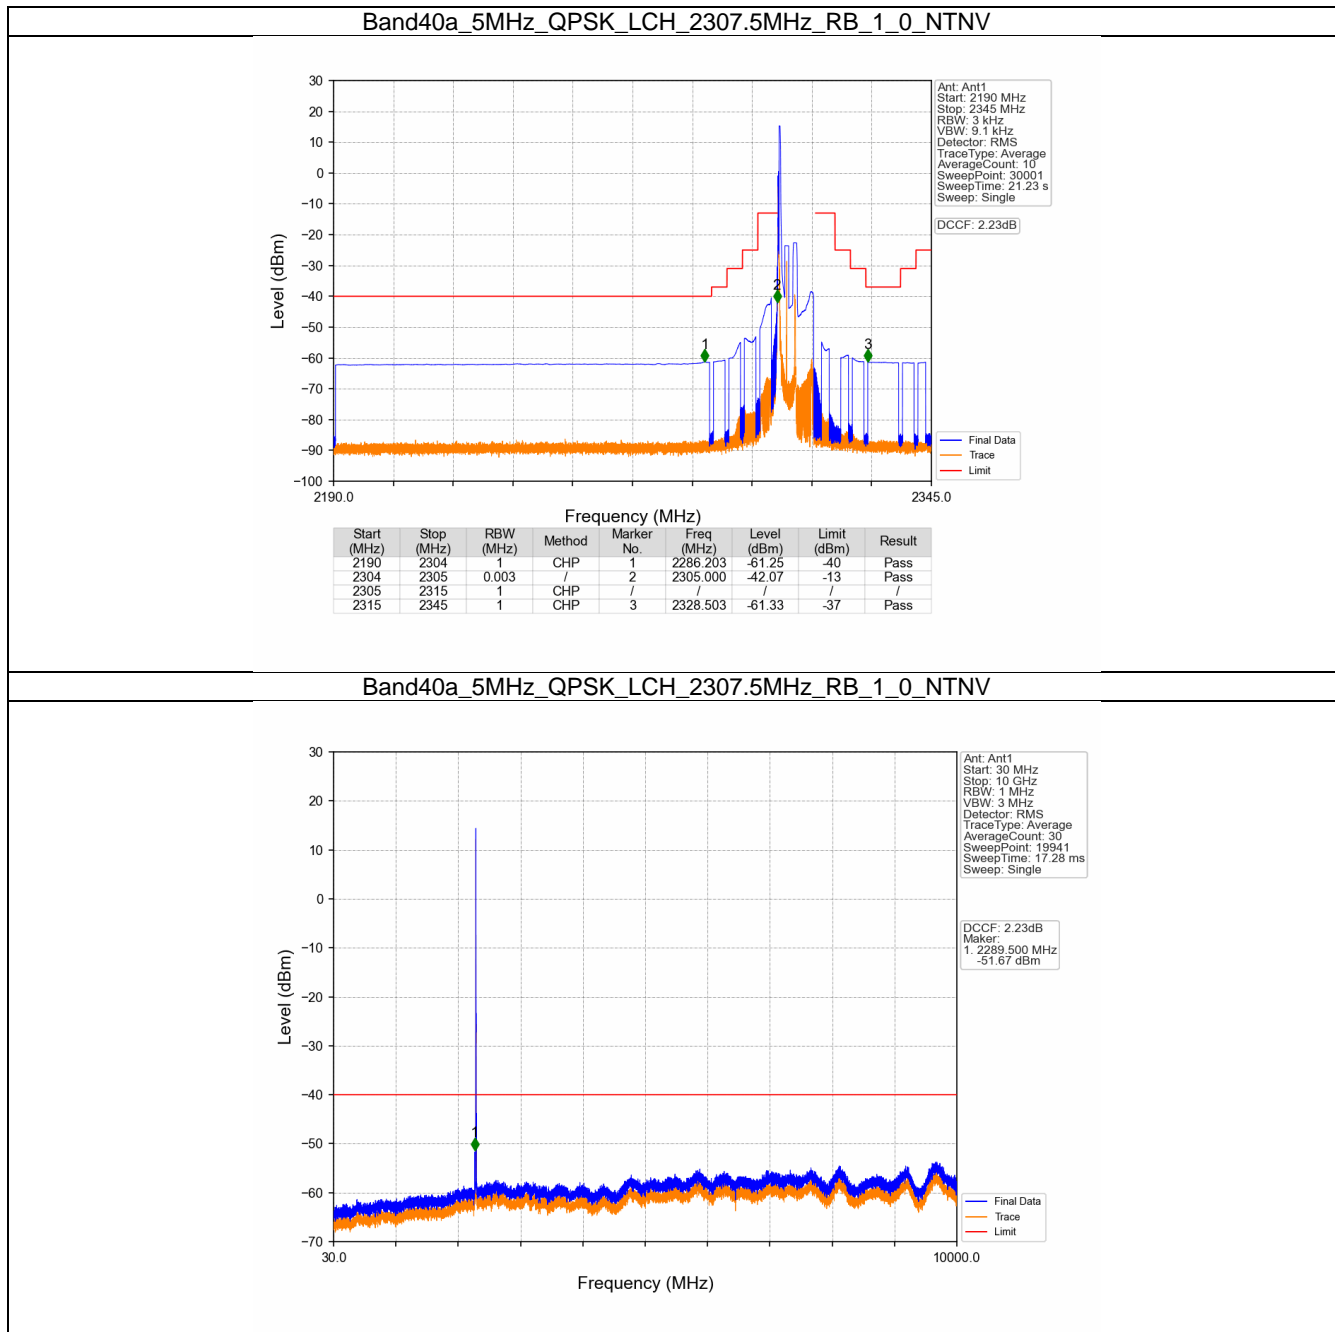 Band40a_5MHz_QPSK_LCH_2307.5MHz_RB_1_0_NTNV
30
20
10
0
−10
−20
−30
−40
−50
−60
−70
−80
−90
−100
Level (dBm)
1
2
3
2190.0
2345.0
Frequency (MHz)
Ant: Ant1
Start: 2190 MHz
Stop: 2345 MHz
RBW: 3 kHz
VBW: 9.1 kHz
Detector: RMS
TraceType: Average
AverageCount: 10
SweepPoint: 30001
SweepTime: 21.23 s
Sweep: Single
DCCF: 2.23dB
Final Data
Trace
Limit
Start (MHz) Stop (MHz) RBW (MHz) Method Marker No. Freq (MHz) Level (dBm) Limit (dBm) Result
2190 2304 1 CHP 1 2286.203 -61.25 -40 Pass
2304 2305 0.003 / 2 2305.000 -42.07 -13 Pass
2305 2315 1 CHP / / / / /
2315 2345 1 CHP 3 2328.503 -61.33 -37 Pass
Band40a_5MHz_QPSK_LCH_2307.5MHz_RB_1_0_NTNV
30
20
10
0
−10
−20
−30
−40
−50
−60
−70
Level (dBm)
1
30.0
10000.0
Frequency (MHz)
Ant: Ant1
Start: 30 MHz
Stop: 10 GHz
RBW: 1 MHz
VBW: 3 MHz
Detector: RMS
TraceType: Average
AverageCount: 30
SweepPoint: 19941
SweepTime: 17.28 ms
Sweep: Single
DCCF: 2.23dB
Maker:
1. 2289.500 MHz
-51.67 dBm
Final Data
Trace
Limit